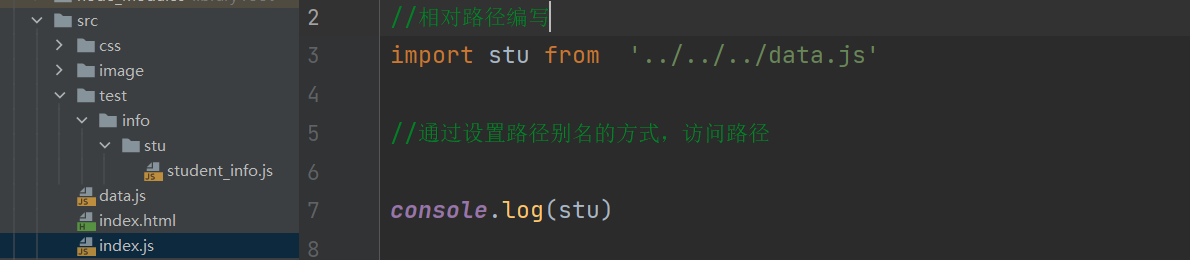 src
css
image
test
info
stu
student_info.js
data.js
index.html
index.js
2 //相对路径编写
3 import stu from '../../../data.js'
4
5 //通过设置路径别名的方式，访问路径
6
7 console.log(stu)
8